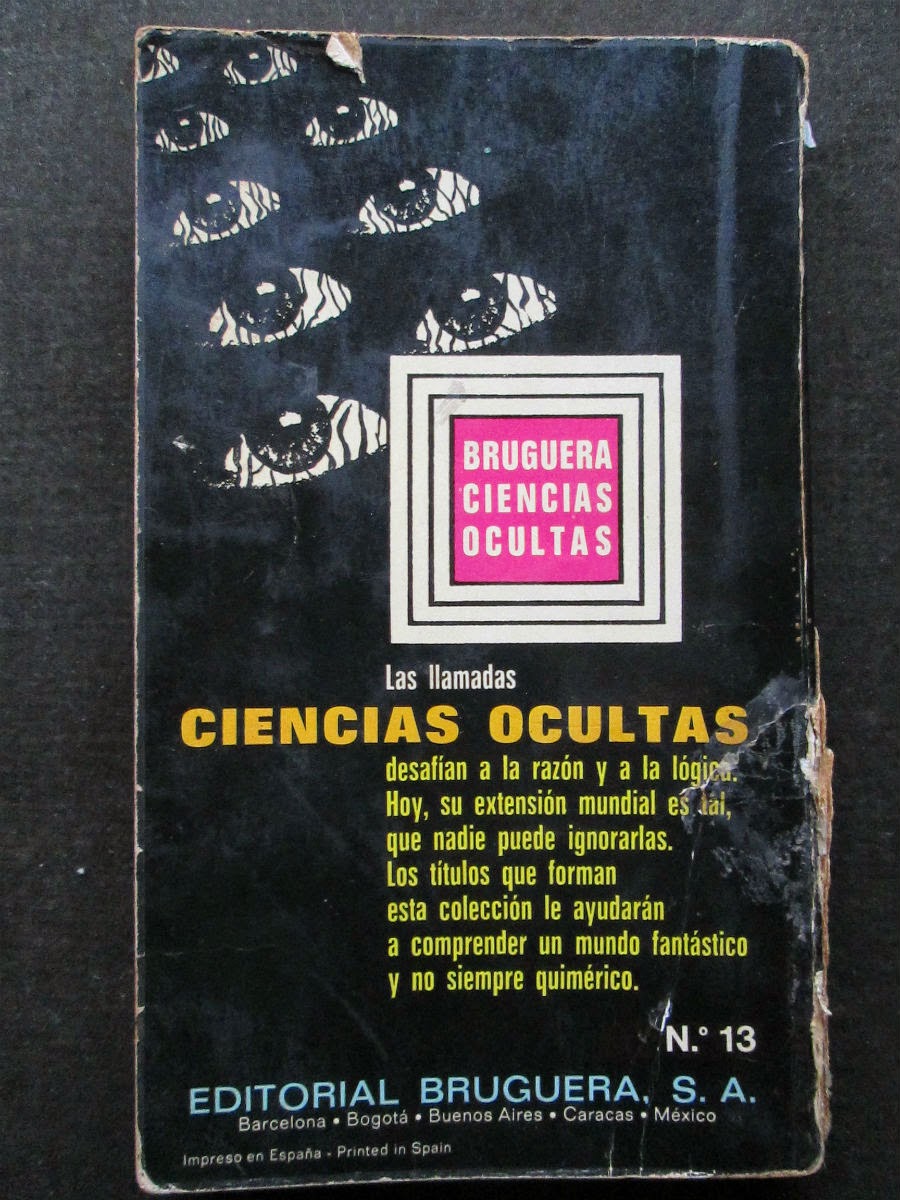 BRUGUERA
CIENCIAS
OCULTAS
Las llamadas
CIENCIAS OCULTAS
desafían a la razón y a la lógica.
Hoy, su extensión mundial es tal,
que nadie puede ignorarlas.
Los títulos que forman
esta colección le ayudarán
a comprender un mundo fantástico
y no siempre quimérico.
N.° 13
EDITORIAL BRUGUERA, S. A.
Barcelona • Bogotá • Buenos Aires • Caracas • México
Impreso en España - Printed in Spain